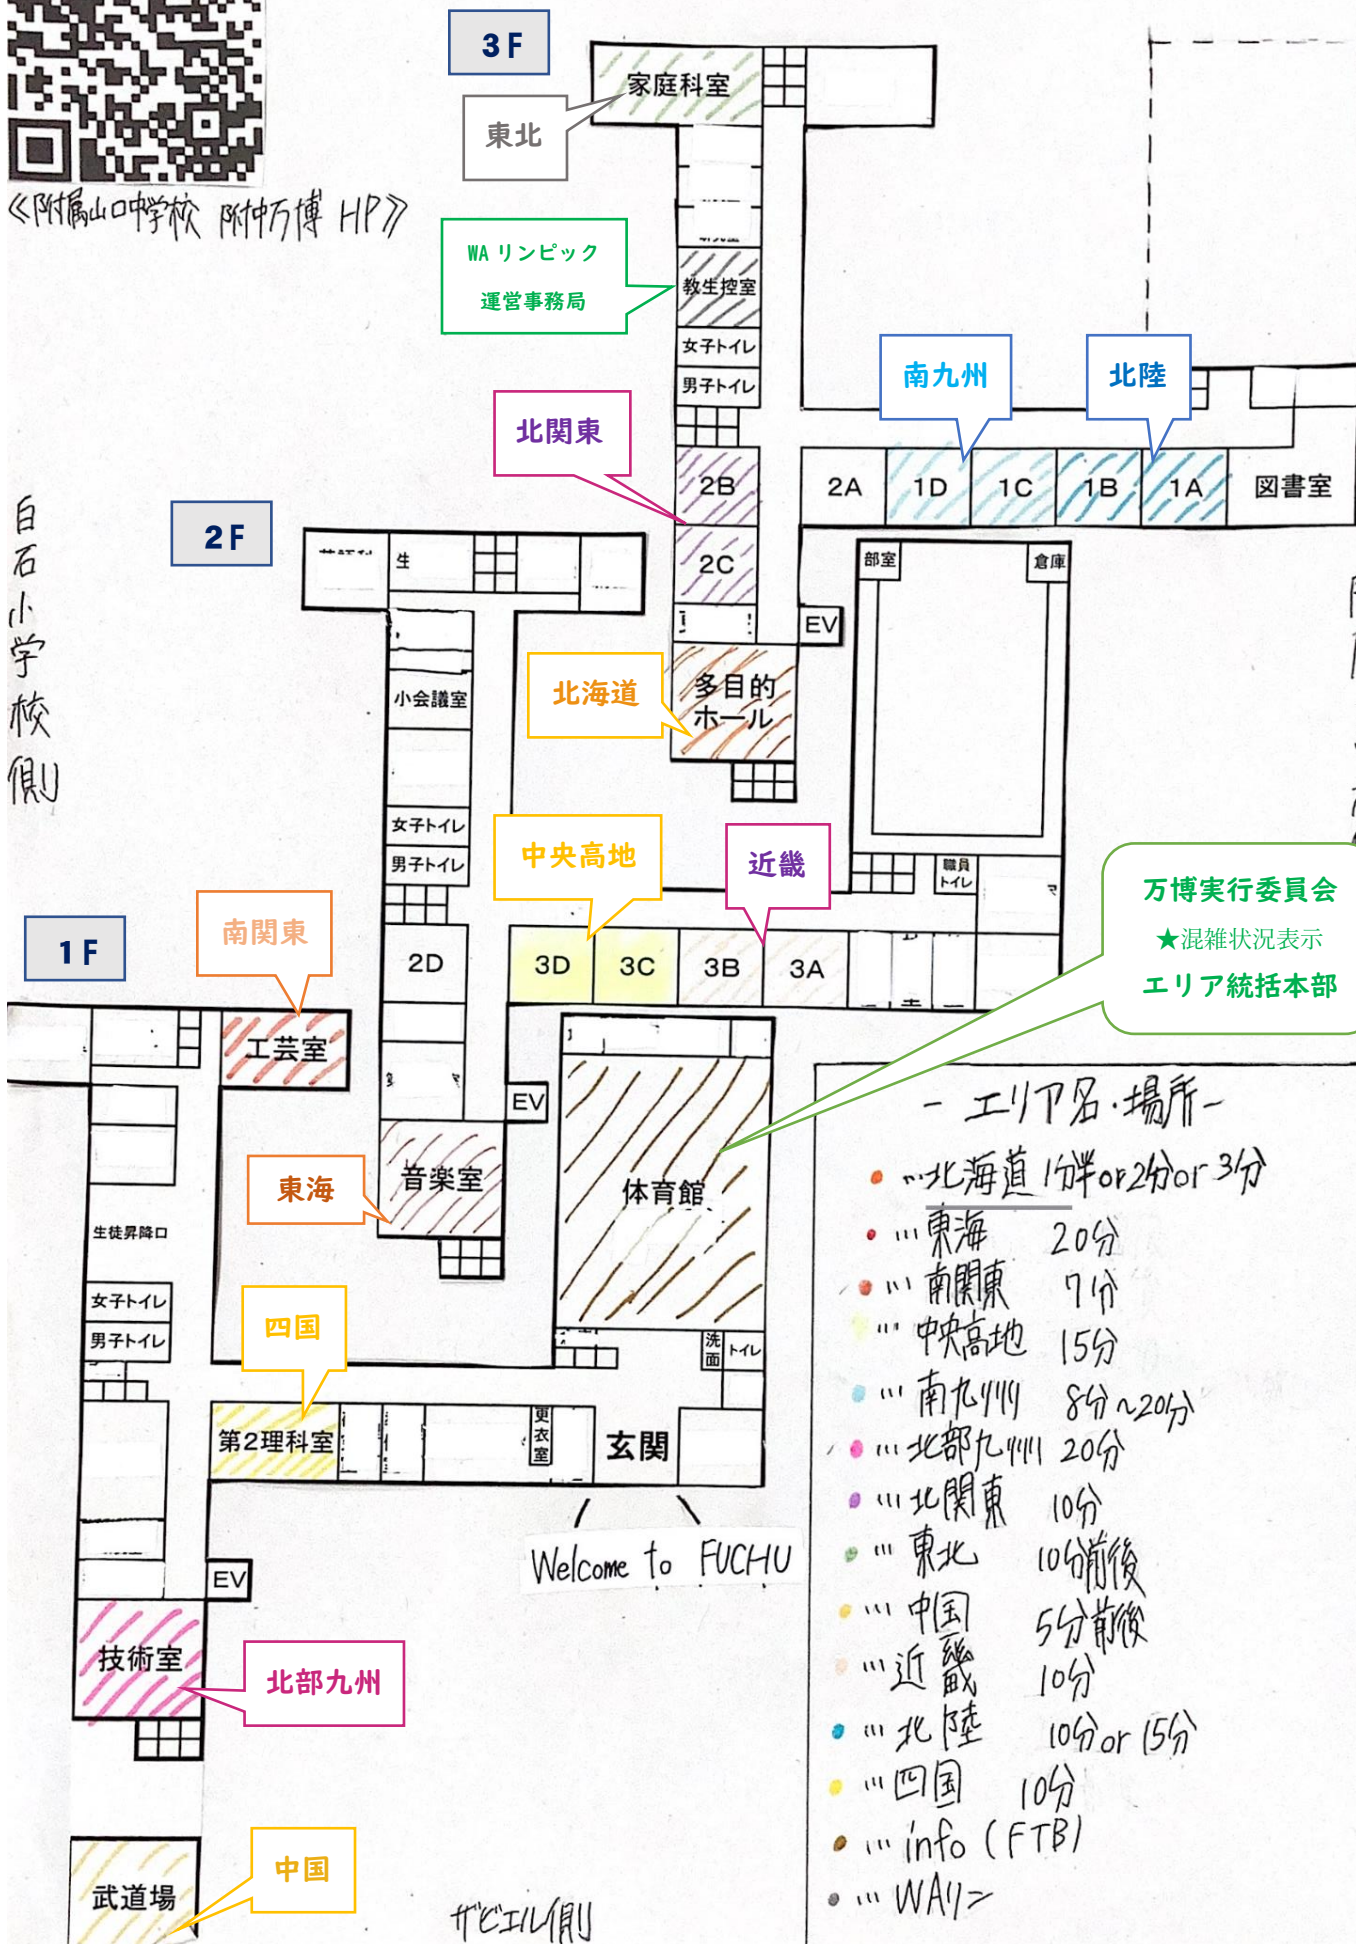 3F
家庭科室
東北
≪附属山口中学校 附中万博 HP≫
WA リンピック
運営事務局
教生控室
女子トイレ
男子トイレ
南九州
北陸
北関東
2B
2A
1D
1C
1B
1A
図書室
2C
白石小学校側
2F
生
部室
倉庫
EV
北海道
多目的
ホール
小会議室
女子トイレ
男子トイレ
中央高地
近畿
職員
トイレ
万博実行委員会
★混雑状況表示
エリア統括本部
1F
南関東
2D
3D
3C
3B
3A
工芸室
EV
東海
音楽室
体育館
生徒昇降口
女子トイレ
男子トイレ
四国
洗面
トイレ
第2理科室
更衣室
玄関
Welcome to FUCHU
EV
技術室
北部九州
武道場
中国
ザビエル側
- エリア名・場所-
…北海道 1分半or2分or 3分
…東海 20分
…南関東 7分
…中央高地 15分
…南九州 8分~20分
…北部九州 20分
…北関東 10分
…東北 10分前後
…中国 5分前後
…近畿 10分
…北陸 10分or 15分
…四国 10分
…info (FTB)
…WAリン